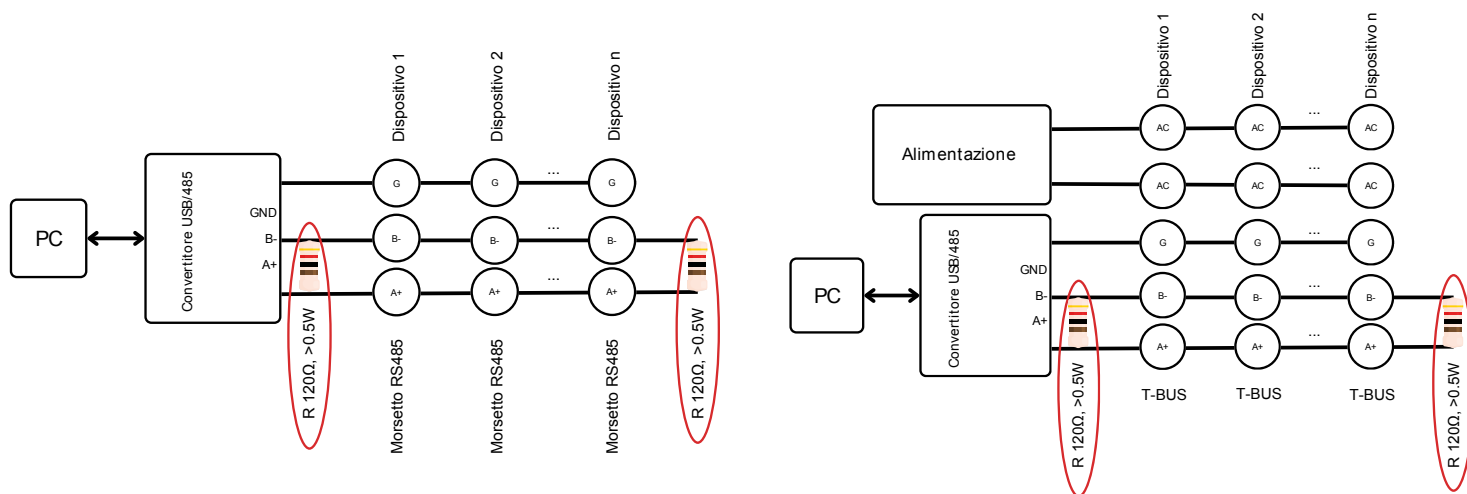 Dispositivo 1
Dispositivo 2
Dispositivo n
PC
Convertitore USB/485
GND
B-
A+
G
G
...
G
B-
B-
...
B-
A+
A+
...
A+
R 120Ω, >0.5W
Morsetto RS485
Morsetto RS485
Morsetto RS485
R 120Ω, >0.5W
Dispositivo 1
Dispositivo 2
Dispositivo n
Alimentazione
AC
AC
...
AC
AC
AC
...
AC
PC
Convertitore USB/485
GND
B-
A+
G
G
...
G
B-
B-
...
B-
A+
A+
...
A+
R 120Ω, >0.5W
T-BUS
T-BUS
T-BUS
R 120Ω, >0.5W